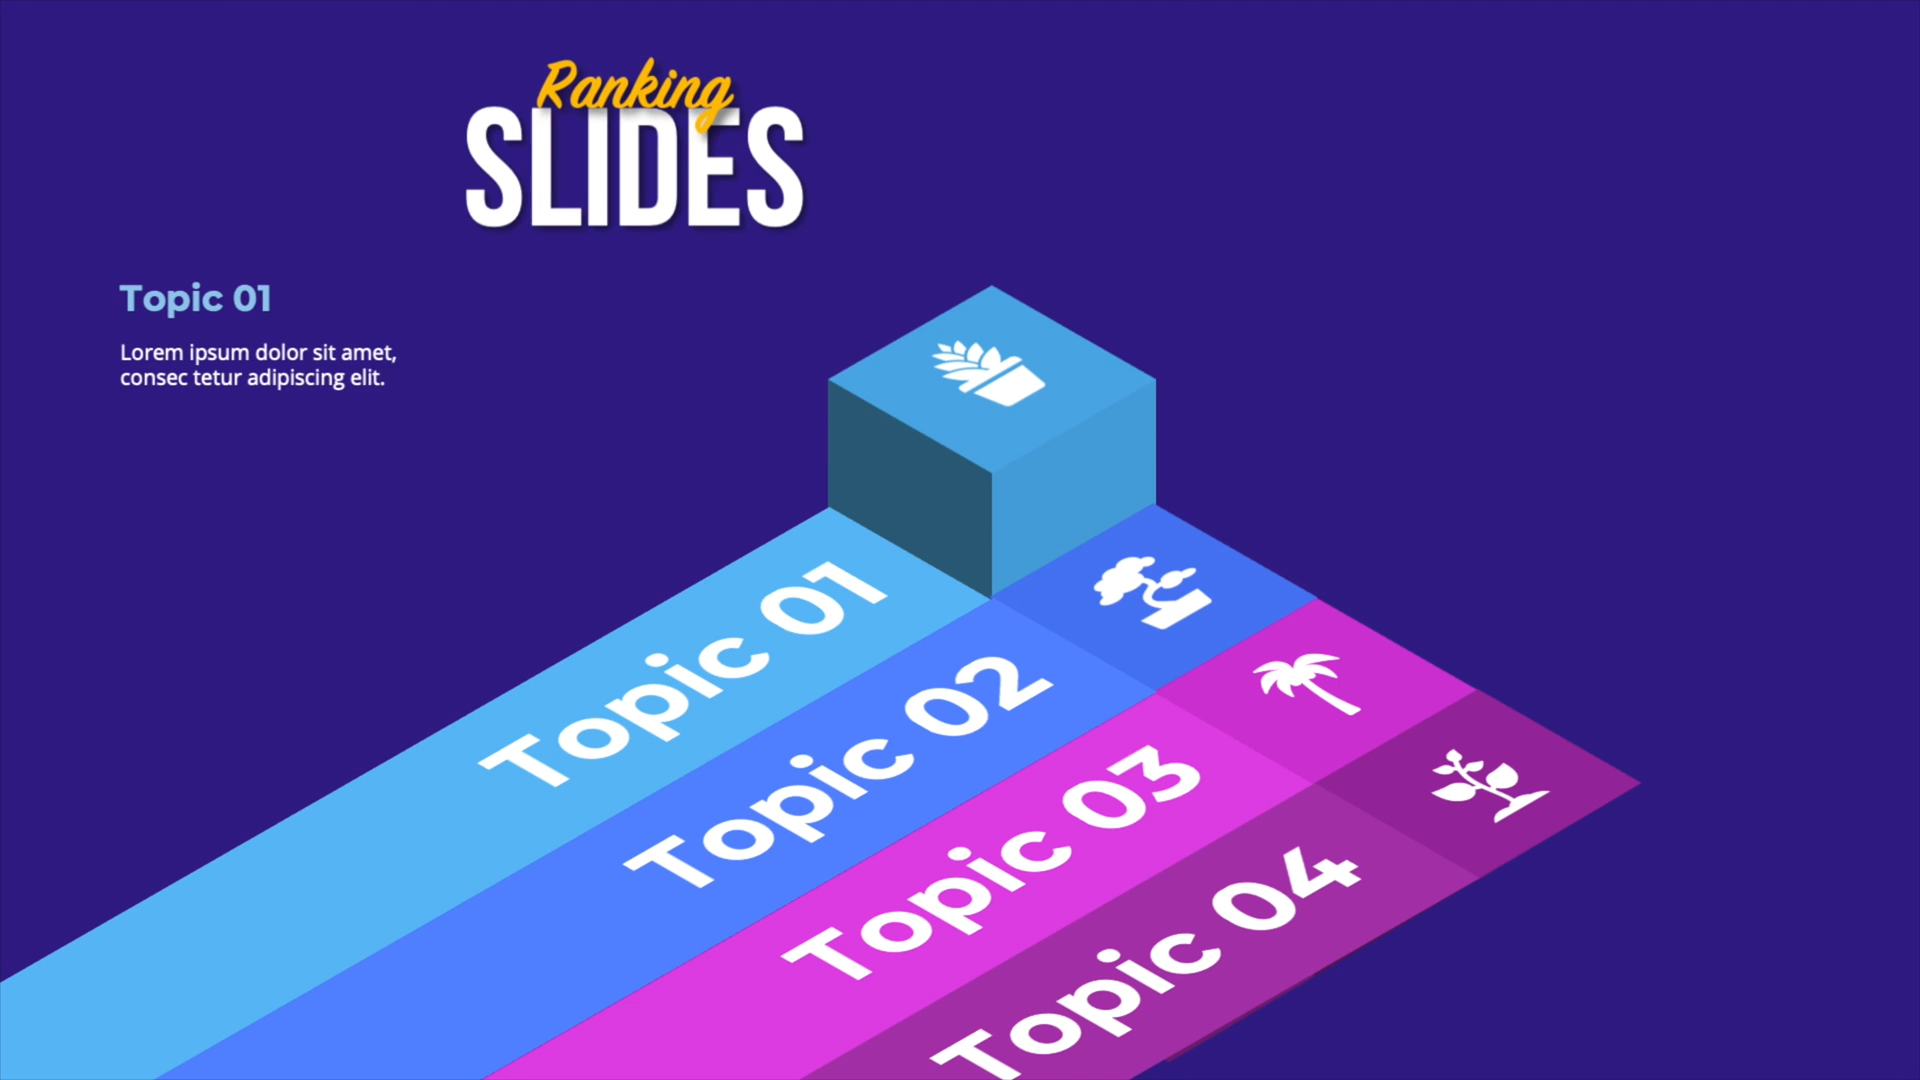 Ranking
SLIDES
Topic 01
Lorem ipsum dolor sit amet,
consec tetur adipiscing elit.
Topic 01
Topic 02
Topic 03
Topic 04